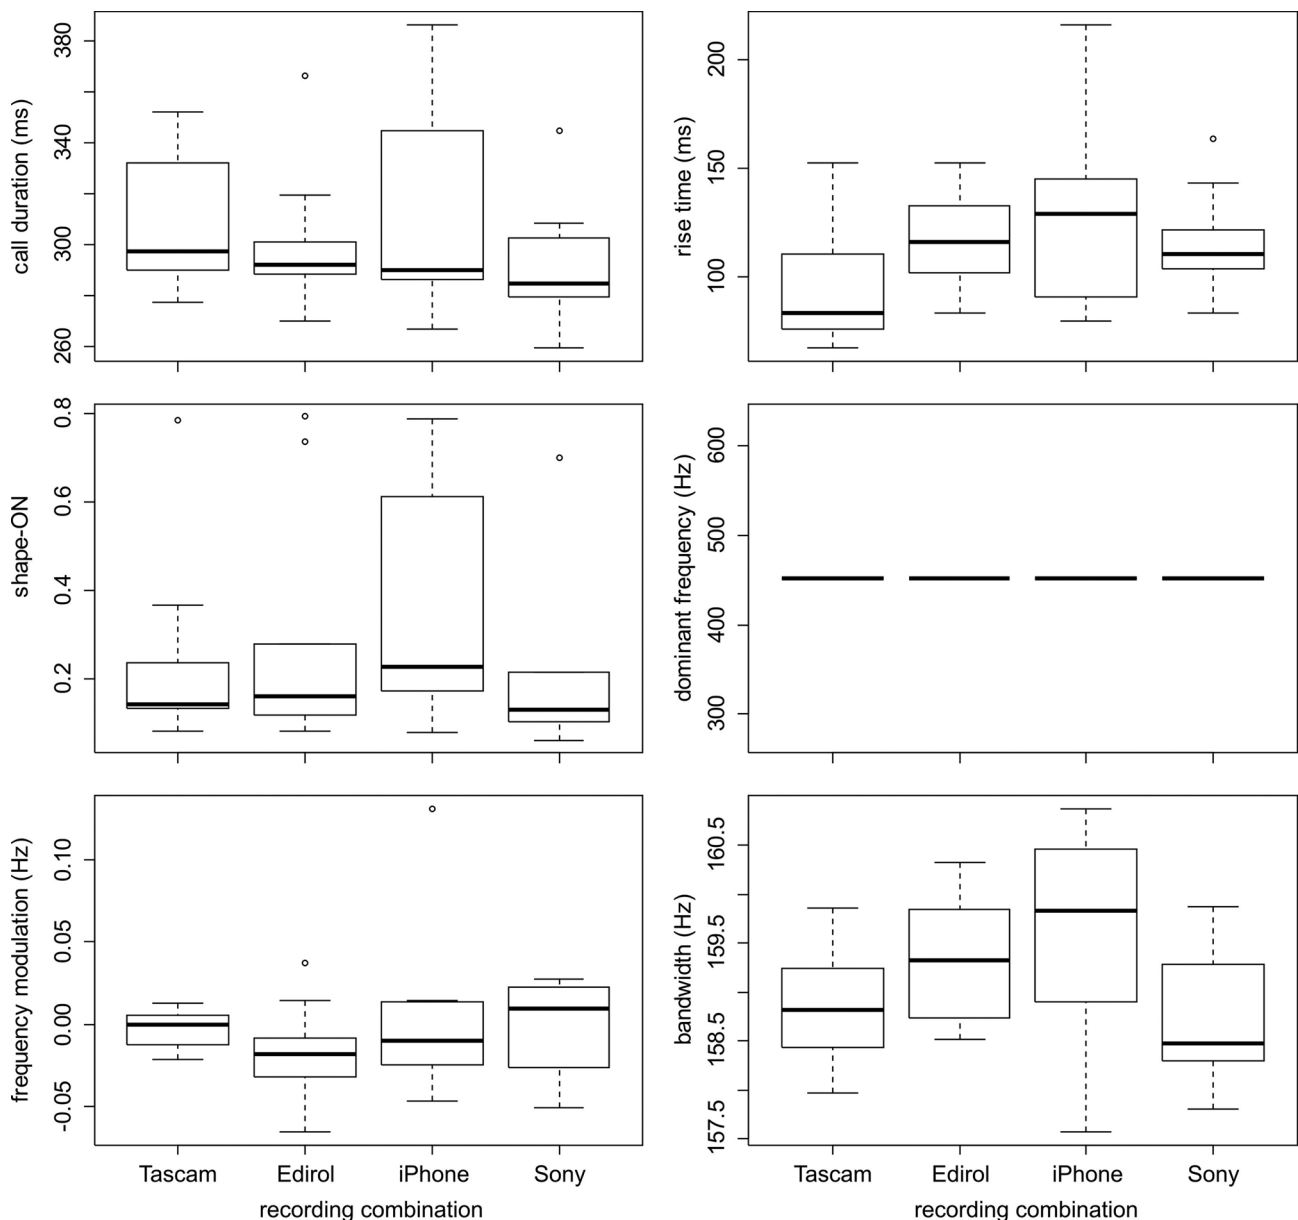 call duration (ms)
380
340
300
260
rise time (ms)
200
150
100
shape-ON
0.8
0.6
0.4
0.2
dominant frequency (Hz)
600
500
400
300
frequency modulation (Hz)
0.10
0.05
0.00
-0.05
Tascam Edirol iPhone Sony
recording combination
bandwidth (Hz)
160.5
159.5
158.5
157.5
Tascam Edirol iPhone Sony
recording combination